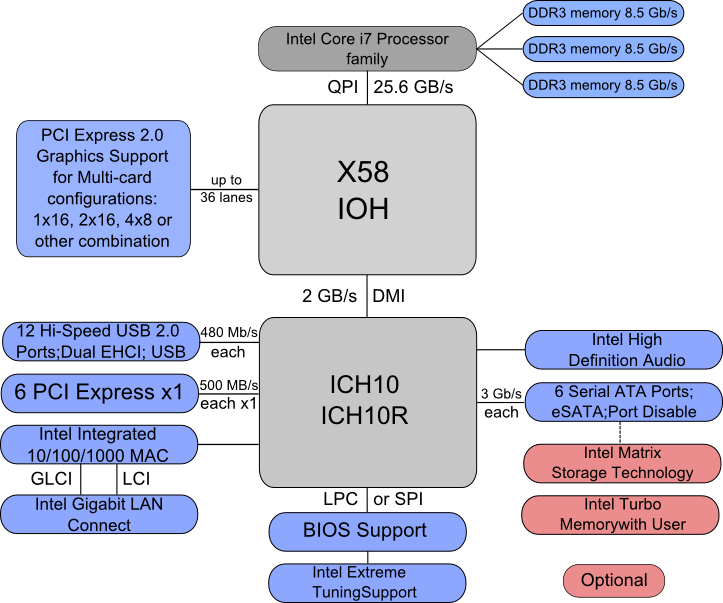 DDR3 memory 8.5 Gb/s
Intel Core i7 Processor
family
DDR3 memory 8.5 Gb/s
DDR3 memory 8.5 Gb/s
QPI 25.6 GB/s
PCI Express 2.0
Graphics Support
for Multi-card
configurations:
1x16, 2x16, 4x8 or
other combination
up to
36 lanes
X58
IOH
2 GB/s DMI
12 Hi-Speed USB 2.0
Ports;Dual EHCI; USB
480 Mb/s
each
6 PCI Express x1
500 MB/s
each x1
Intel Integrated
10/100/1000 MAC
GLCI LCI
Intel Gigabit LAN
Connect
ICH10
ICH10R
Intel High
Definition Audio
3 Gb/s
each
6 Serial ATA Ports;
eSATA;Port Disable
Intel Matrix
Storage Technology
Intel Turbo
Memorywith User
LPC or SPI
BIOS Support
Intel Extreme
TuningSupport
Optional